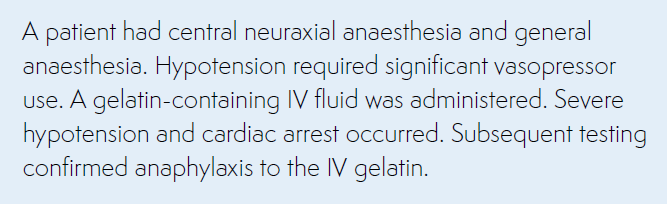 A patient had central neuraxial anaesthesia and general
anaesthesia. Hypotension required significant vasopressor
use. A gelatin-containing IV fluid was administered. Severe
hypotension and cardiac arrest occurred. Subsequent testing
confirmed anaphylaxis to the IV gelatin.